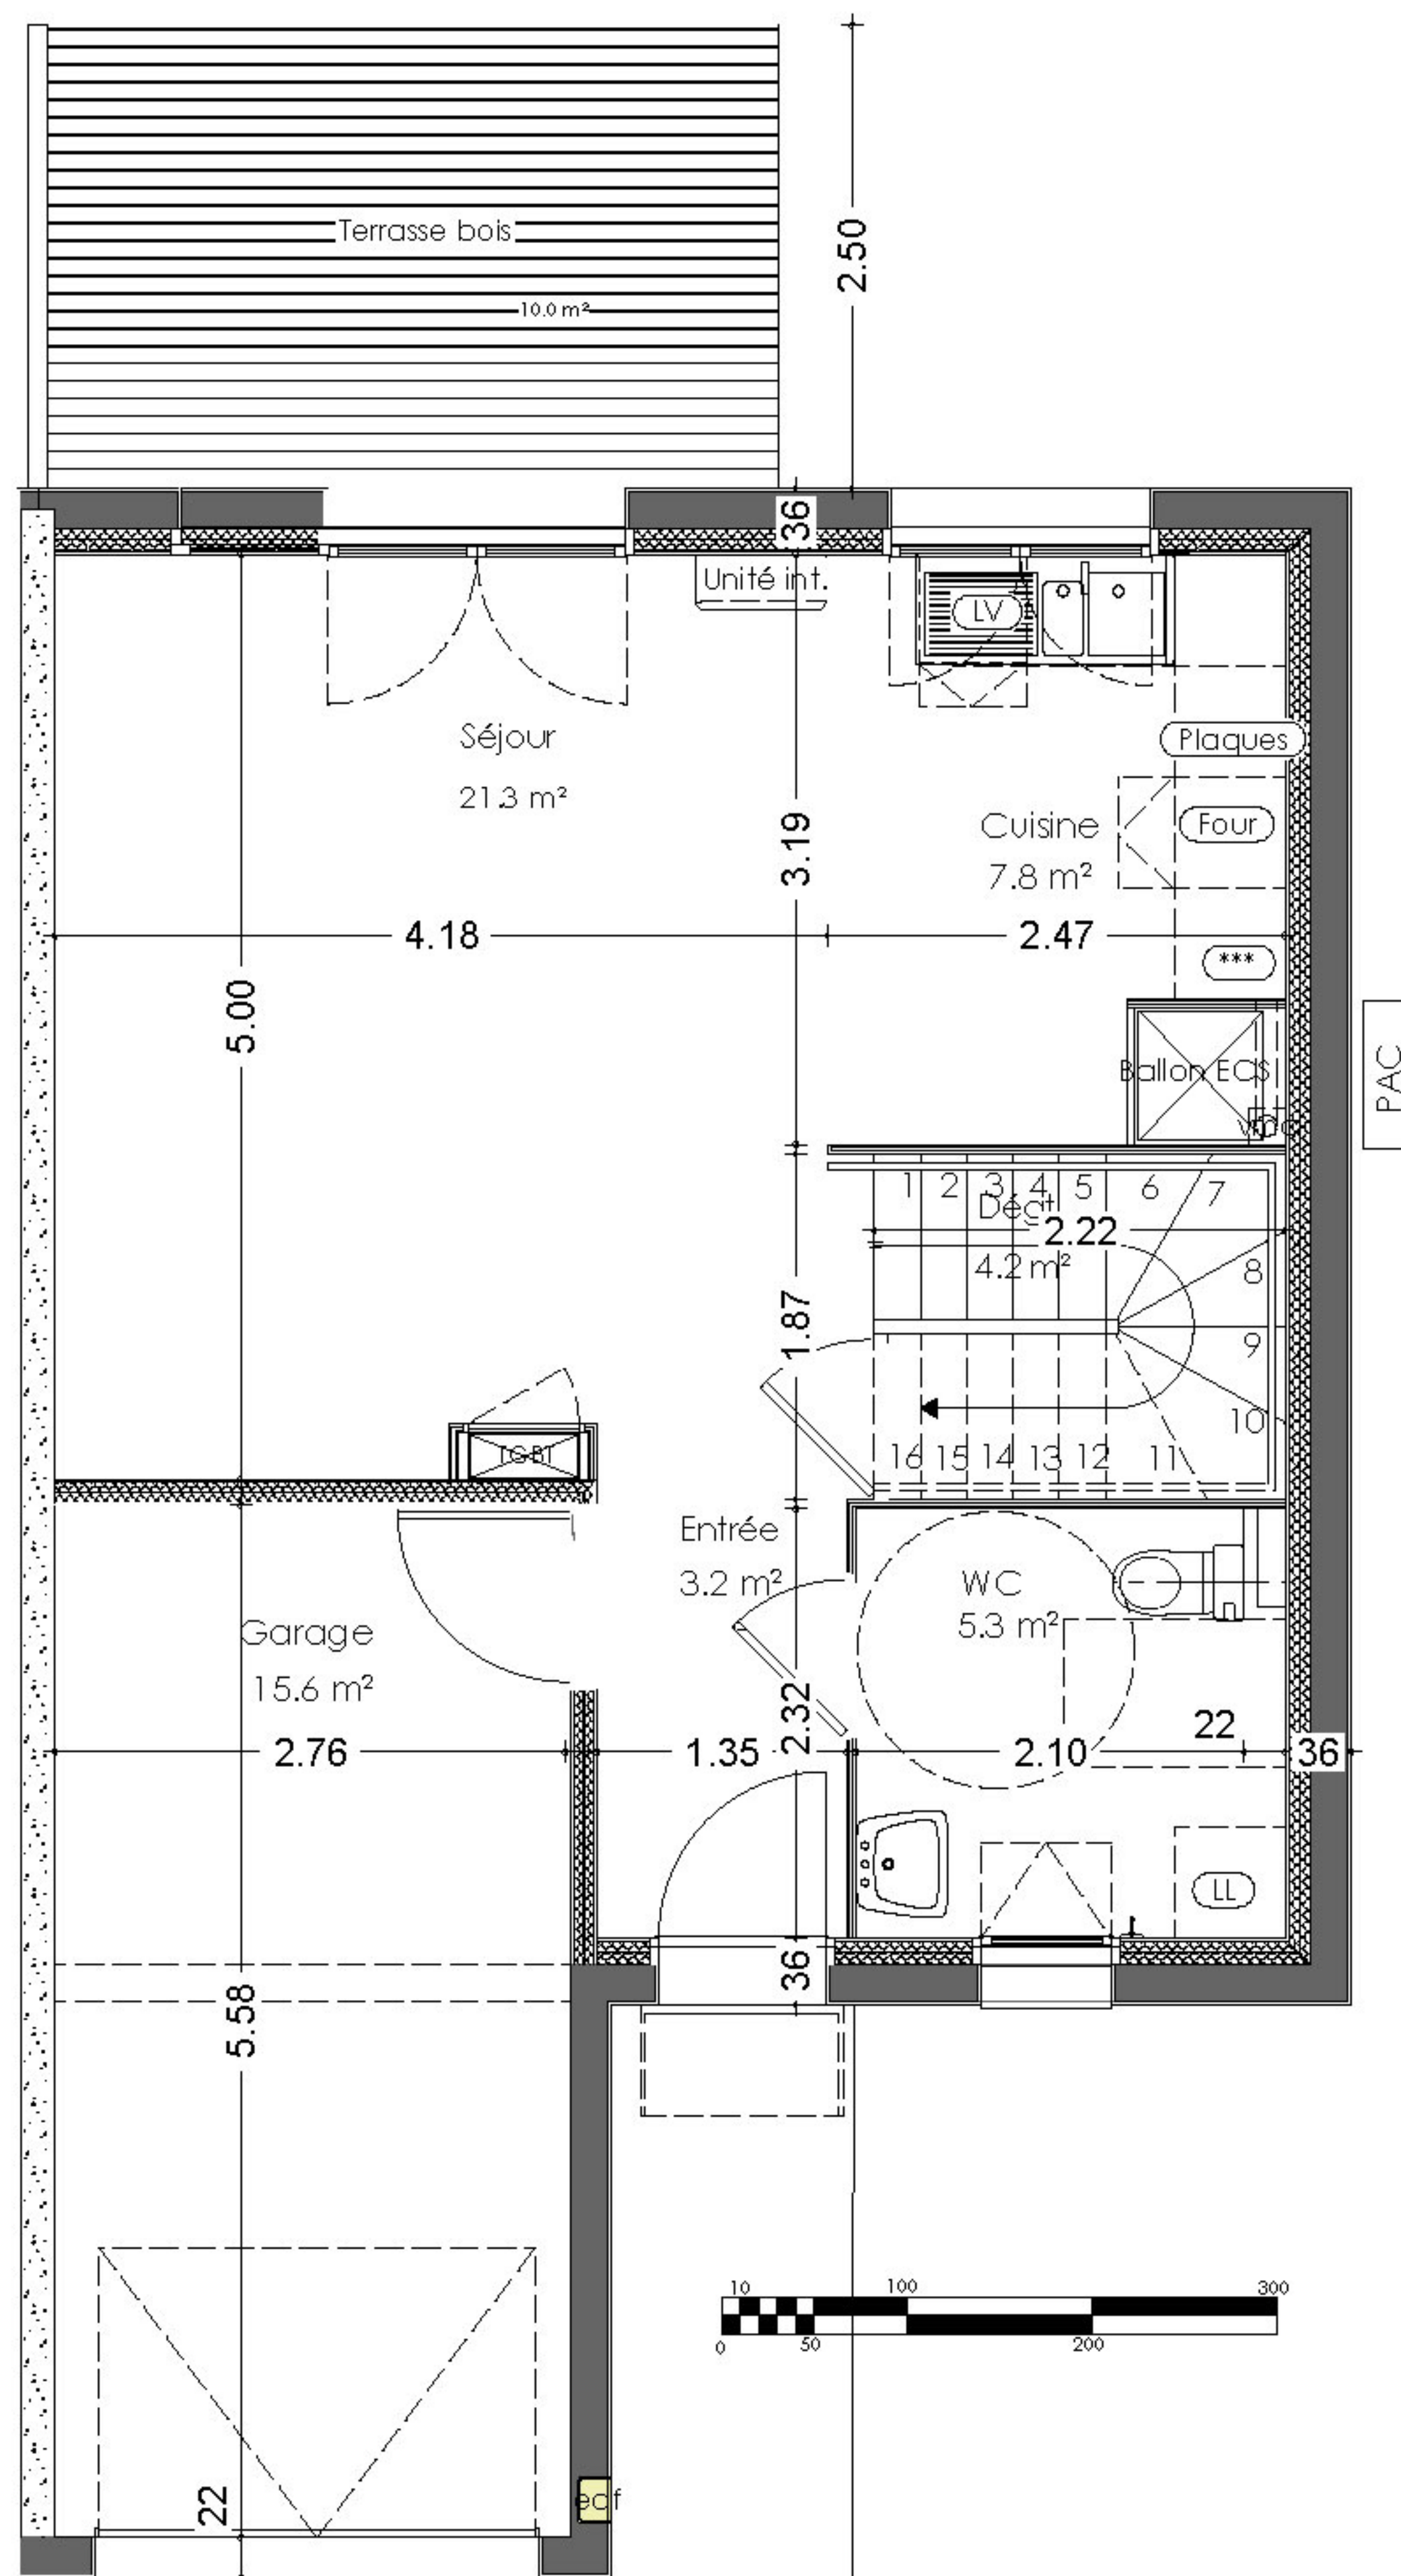 Terrasse bois
10.0 m²
2.50
36
Unité int.
LV
Séjour
21.3 m²
Plaques
Cuisine
7.8 m²
Four
3.19
4.18
2.47
***
5.00
Ballon ECS
PAC
1 2 3 4 5 6 7
2.22
4.2 m²
8
1.87
9
10
16 15 14 13 12 11
TGBT
Entrée
3.2 m²
WC
5.3 m²
Garage
15.6 m²
2.32
22
2.76
1.35
2.10
36
LL
36
5.58
10 100 300
0 50 200
22